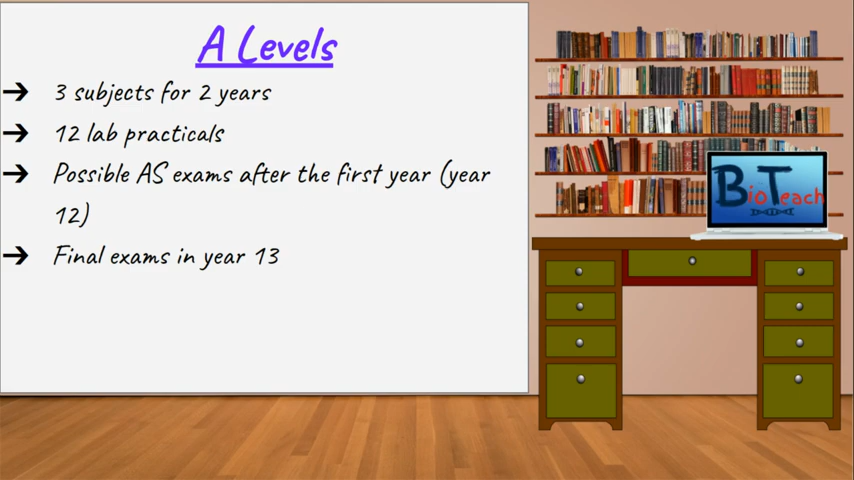 A Levels
➔ 3 subjects for 2 years
➔ 12 lab practicals
➔ Possible AS exams after the first year (year
12)
➔ Final exams in year 13
BioTeach